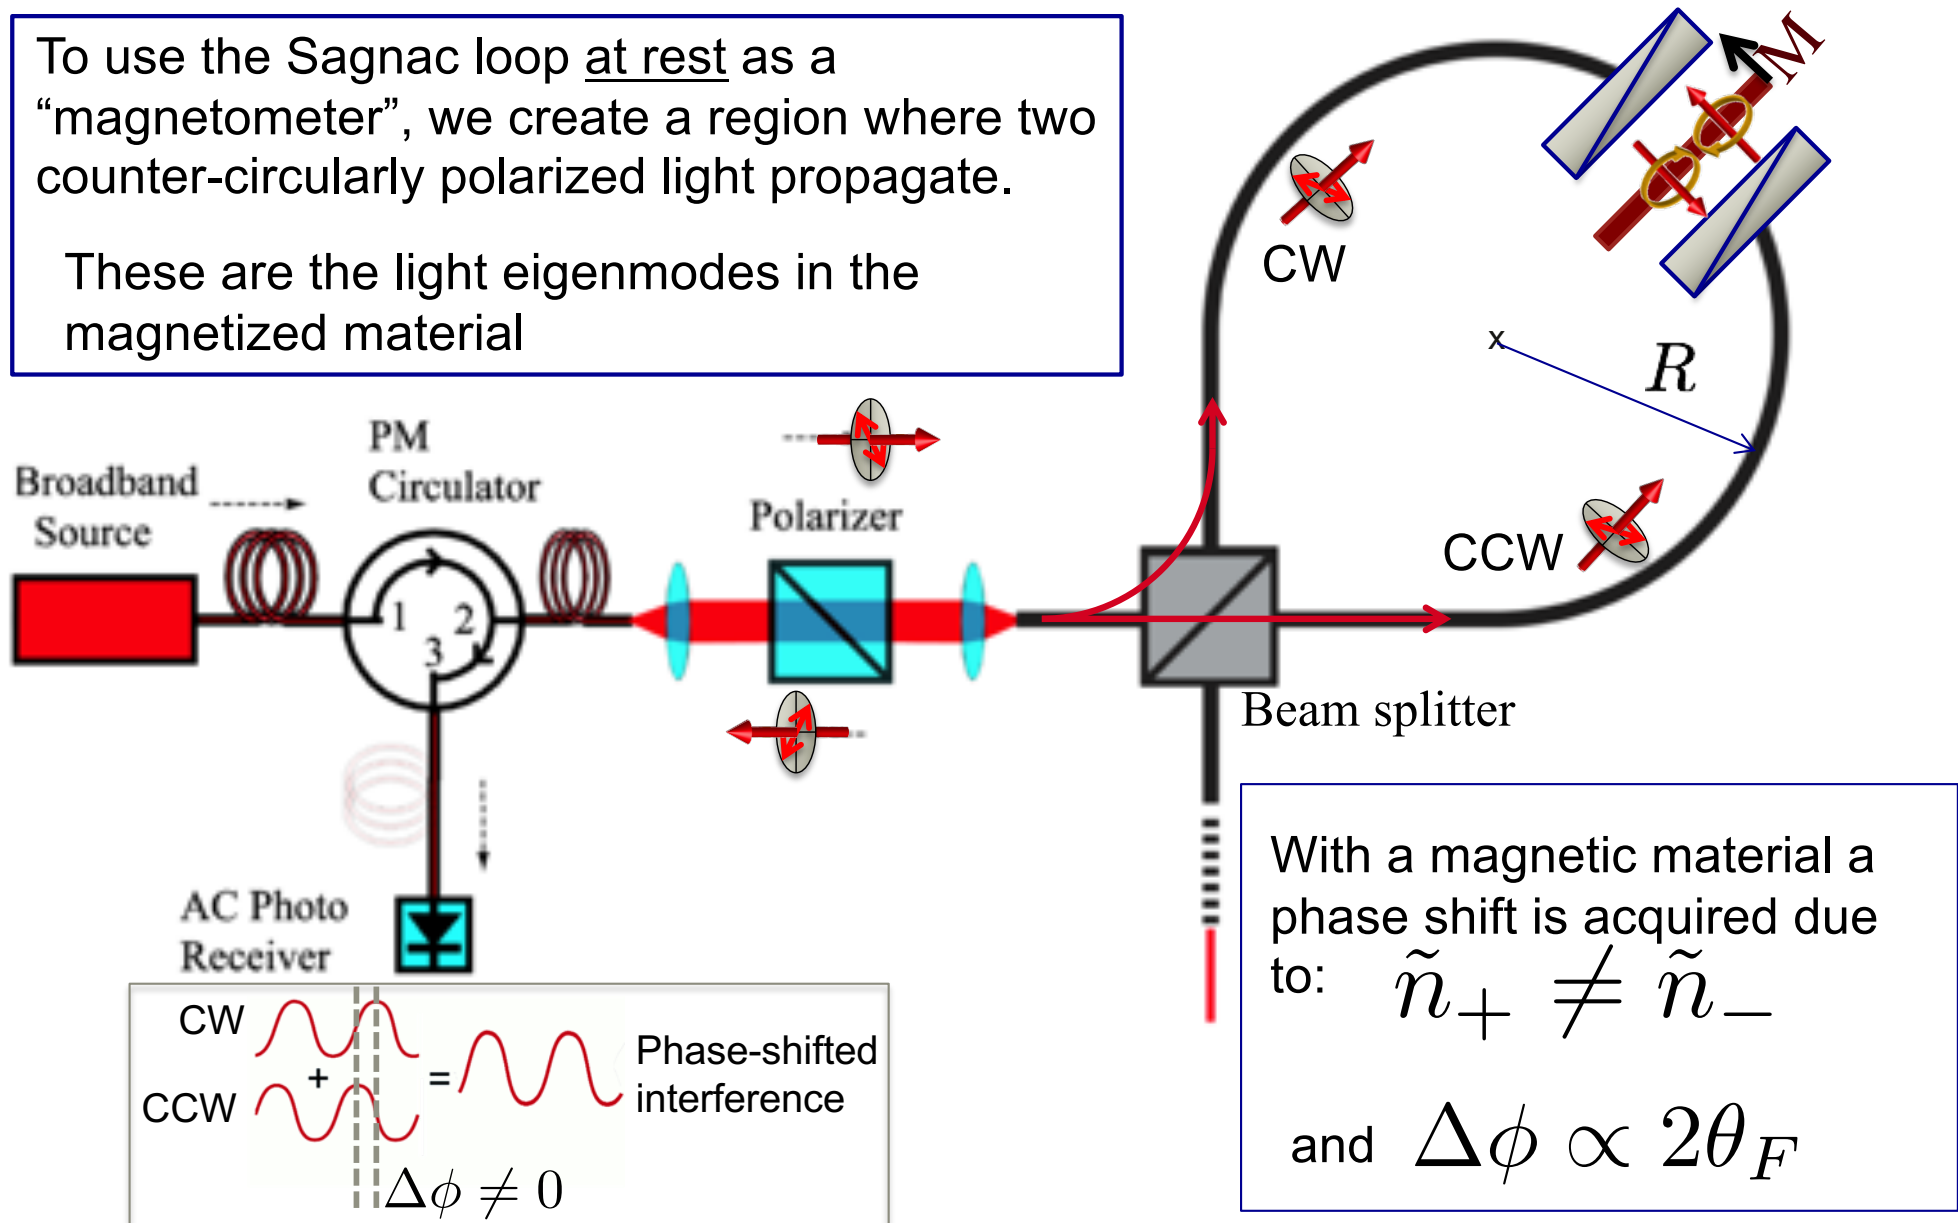 To use the Sagnac loop at rest as a
“magnetometer”, we create a region where two
counter-circularly polarized light propagate.
These are the light eigenmodes in the
magnetized material
M
CW
x
R
CCW
PM
Circulator
Broadband
Source
Polarizer
1
2
3
Beam splitter
AC Photo
Receiver
CW
+
=
CCW
Phase-shifted
interference
Δϕ ≠ 0
With a magnetic material a
phase shift is acquired due
to: ñ₊ ≠ ñ₋
and Δϕ ∝ 2θ_F